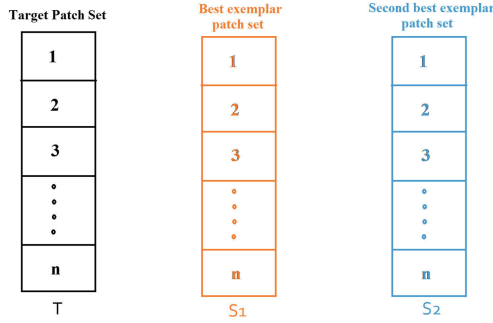 Target Patch Set
1
2
3
n
T
Best exemplar
patch set
1
2
3
n
S1
Second best exemplar
patch set
1
2
3
n
S2